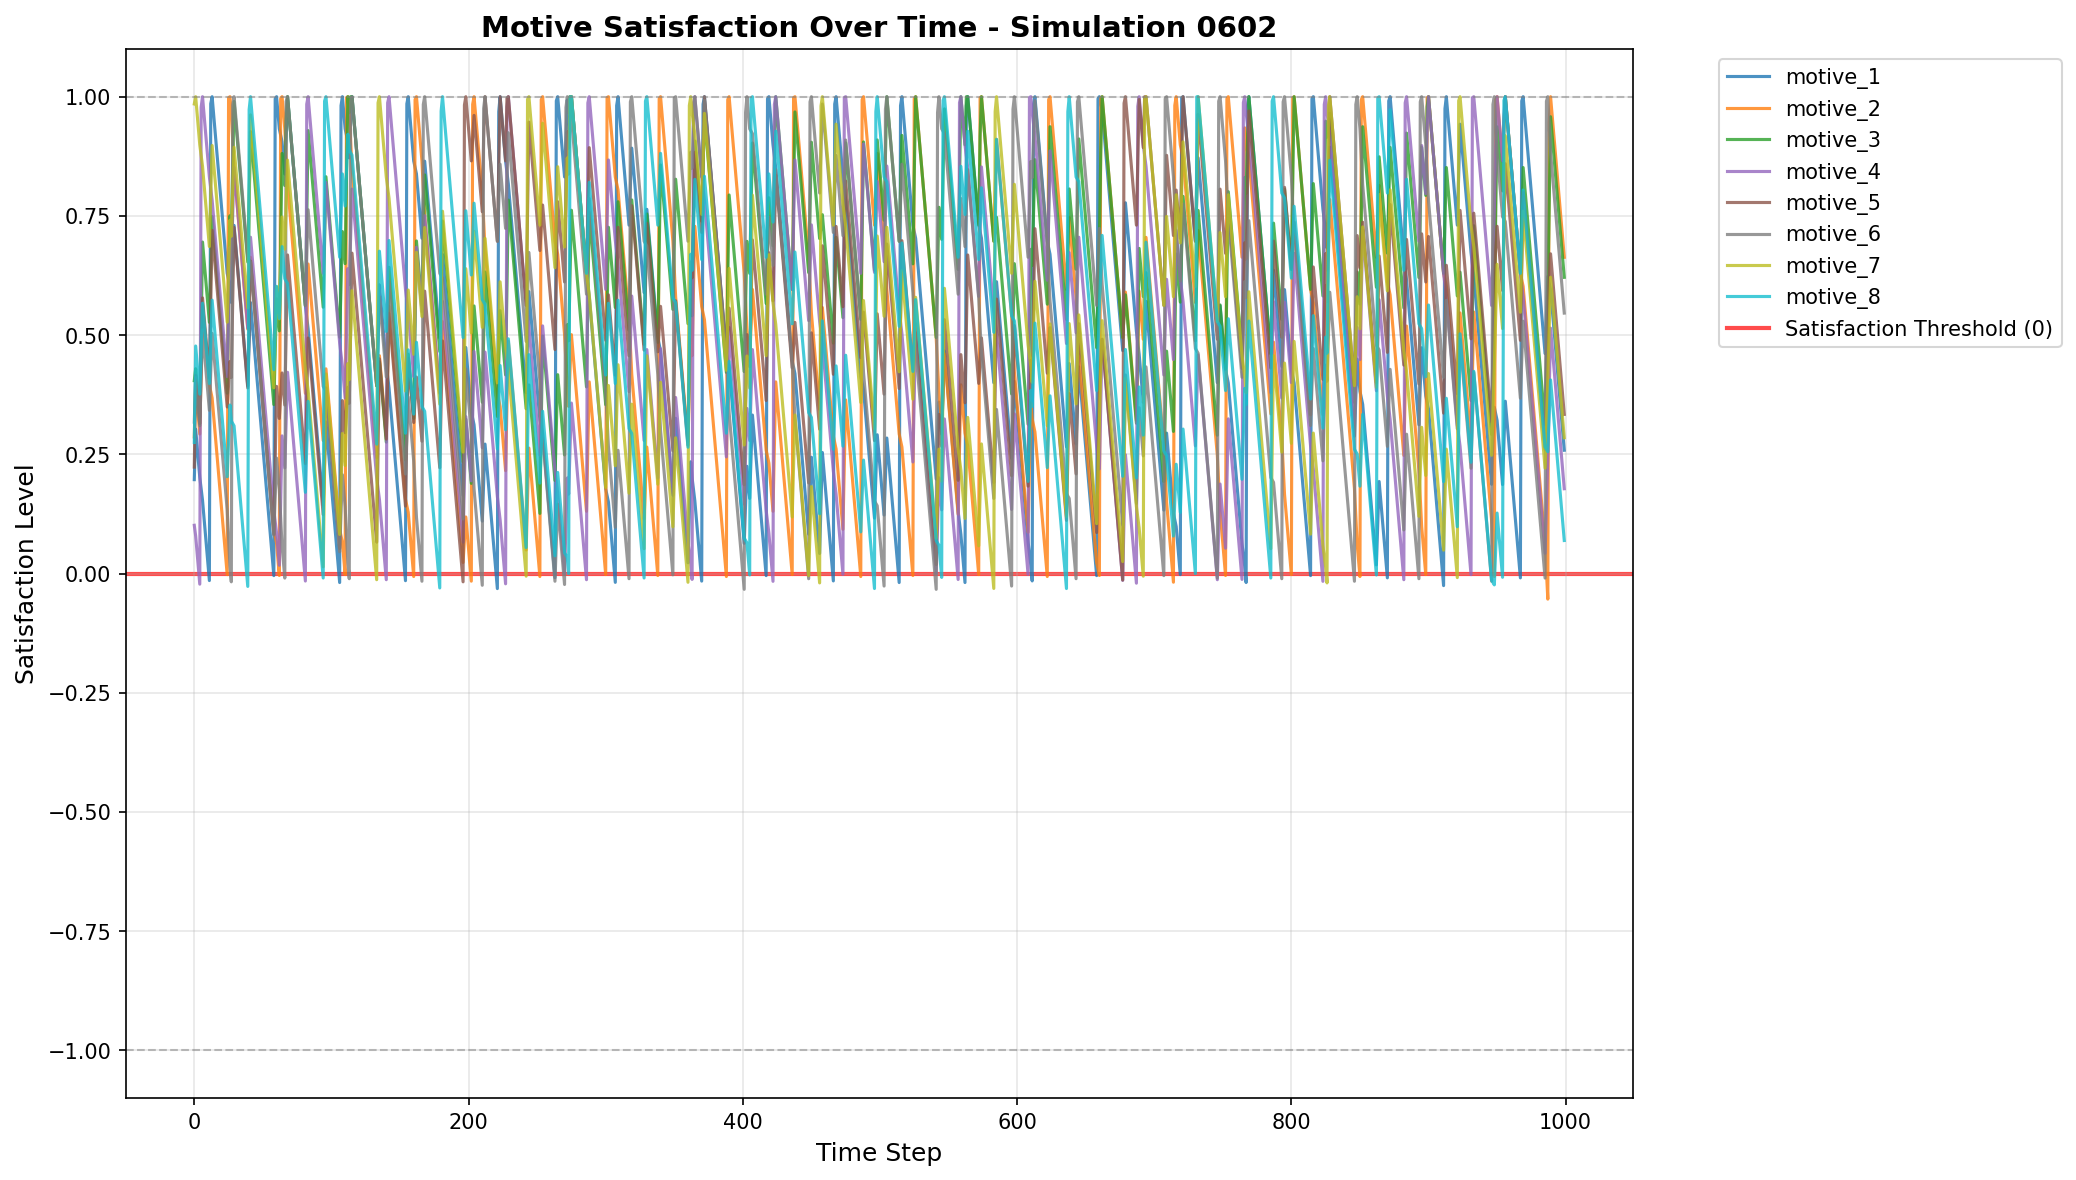 Motive Satisfaction Over Time - Simulation 0602
Satisfaction Level
1.00
0.75
0.50
0.25
0.00
−0.25
−0.50
−0.75
−1.00
0
200
400
600
800
1000
Time Step
motive_1
motive_2
motive_3
motive_4
motive_5
motive_6
motive_7
motive_8
Satisfaction Threshold (0)